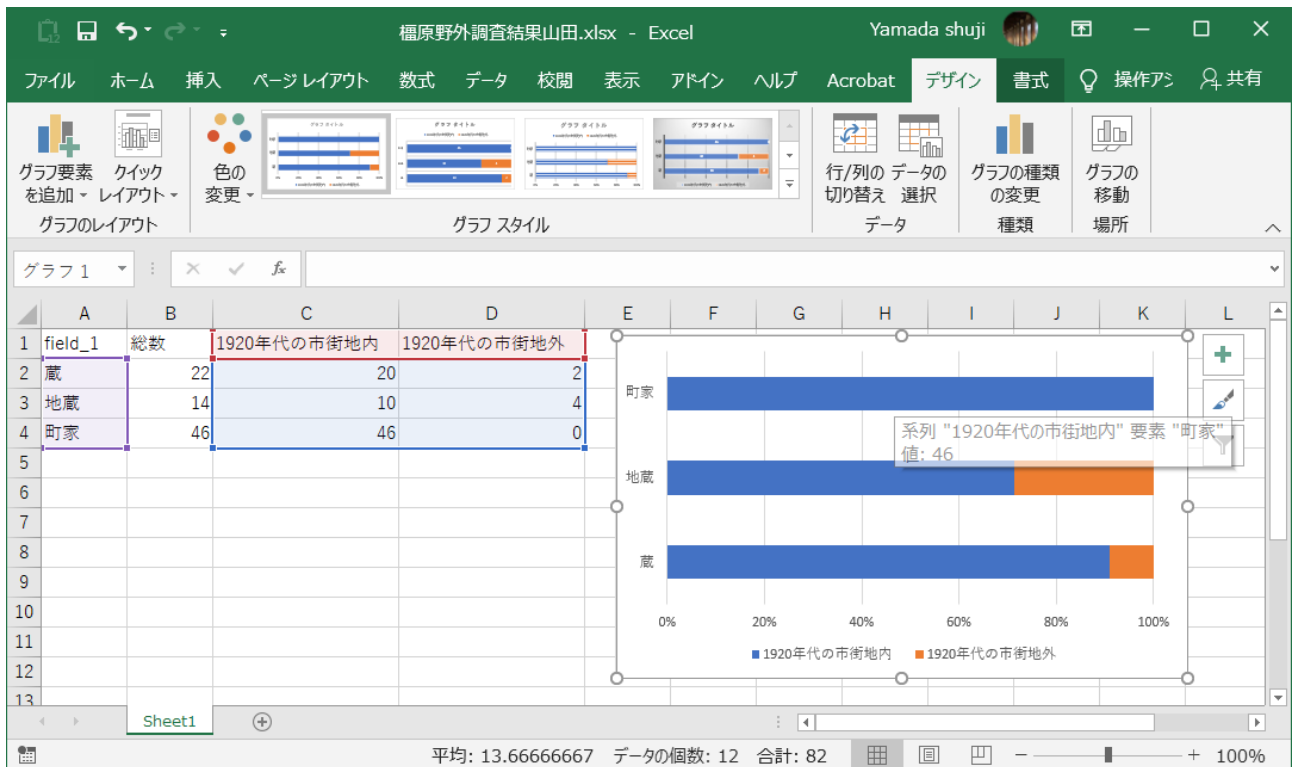 橿原野外調査結果山田.xlsx - Excel Yamada shuji
ファイル ホーム 挿入 ページ レイアウト 数式 データ 校閲 表示 アドイン ヘルプ Acrobat デザイン 書式 操作アシ 共有
グラフ要素 クイック 色の 行/列の データの グラフの種類 グラフの
を追加 レイアウト 変更 切り替え 選択 の変更 移動
グラフのレイアウト グラフ スタイル データ 種類 場所
グラフ 1 fx
A B C D E F G H I J K L
1 field_1 総数 1920年代の市街地内 1920年代の市街地外
2 蔵 22 20 2
3 地蔵 14 10 4
4 町家 46 46 0
5
6
7
8
9
10
11
12
13
町家
系列 "1920年代の市街地内" 要素 "町家"
値: 46
地蔵
蔵
0% 20% 40% 60% 80% 100%
1920年代の市街地内 1920年代の市街地外
Sheet1
平均: 13.66666667 データの個数: 12 合計: 82 100%